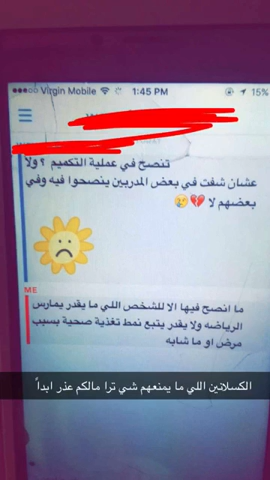 Virgin Mobile 1:45 PM 15%
تنصح في عملية التكميم ؟ ولا
عشان شفت في بعض المدربين ينصحوا فيه وفي
بعضهم لا 💔😢
ME
ما انصح فيها الا للشخص اللي ما يقدر يمارس
الرياضه ولا يقدر يتبع نمط تغذية صحية بسبب
مرض او ما شابه
الكسلانين اللي ما يمنعهم شي ترا مالكم عذر ابداً